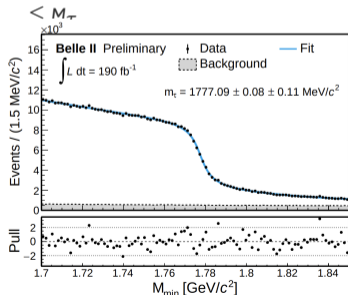 < M_τ
×10³
Belle II Preliminary
Data
Fit
∫ L dt = 190 fb⁻¹
Background
m_τ = 1777.09 ± 0.08 ± 0.11 MeV/c²
Events / (1.5 MeV/c²)
16
14
12
10
8
6
4
2
0
Pull
2
0
−2
1.7 1.72 1.74 1.76 1.78 1.8 1.82 1.84
M_min [GeV/c²]